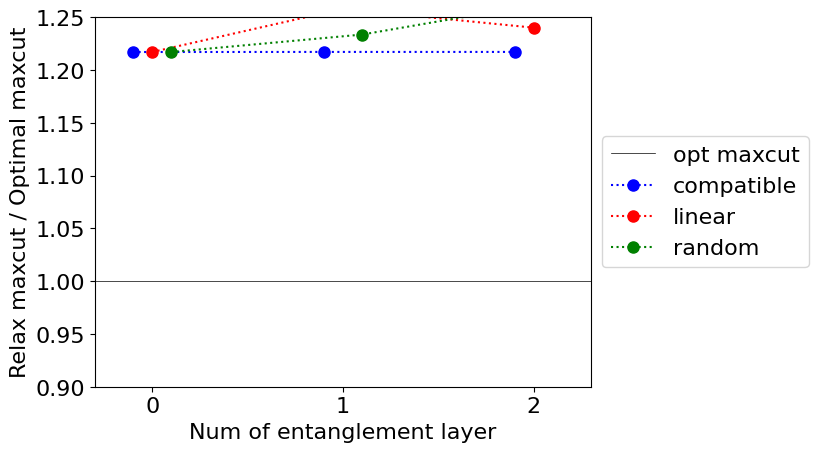 Relax maxcut / Optimal maxcut
1.25
1.20
1.15
1.10
1.05
1.00
0.95
0.90
0 1 2
Num of entanglement layer
opt maxcut
compatible
linear
random